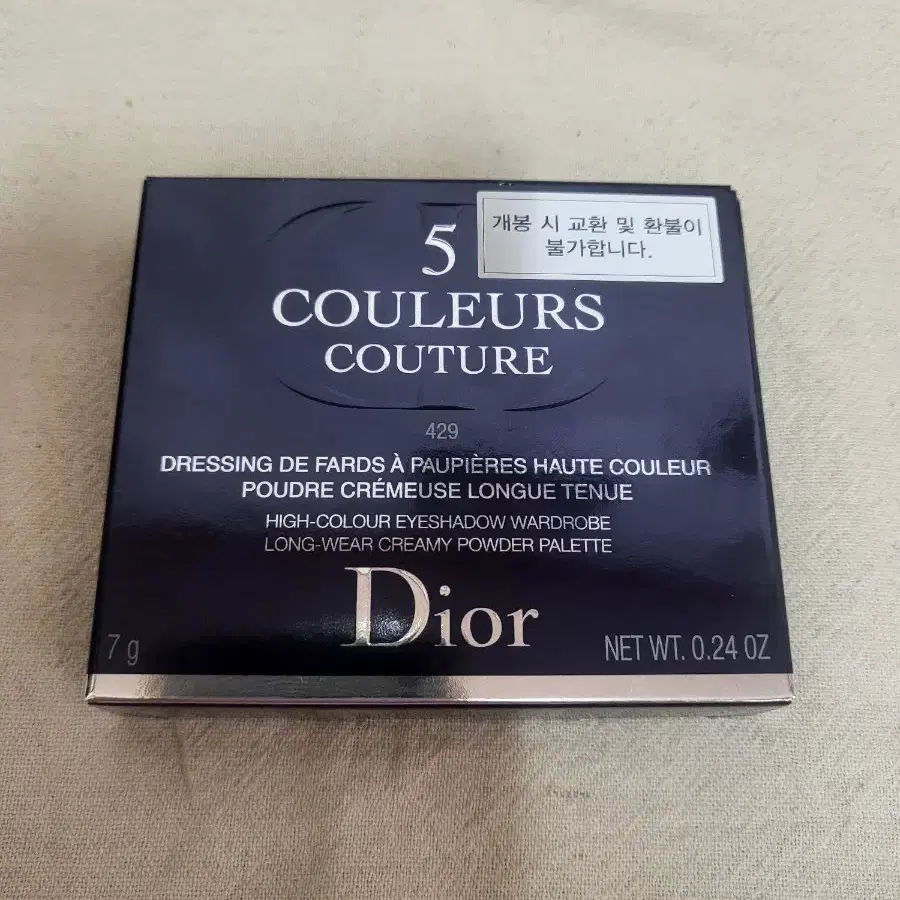 5
개봉 시 교환 및 환불이
불가합니다.
COULEURS
COUTURE
429
DRESSING DE FARDS À PAUPIÈRES HAUTE COULEUR
POUDRE CRÉMEUSE LONGUE TENUE
HIGH-COLOUR EYESHADOW WARDROBE
LONG-WEAR CREAMY POWDER PALETTE
Dior
7 g
NET WT. 0.24 OZ